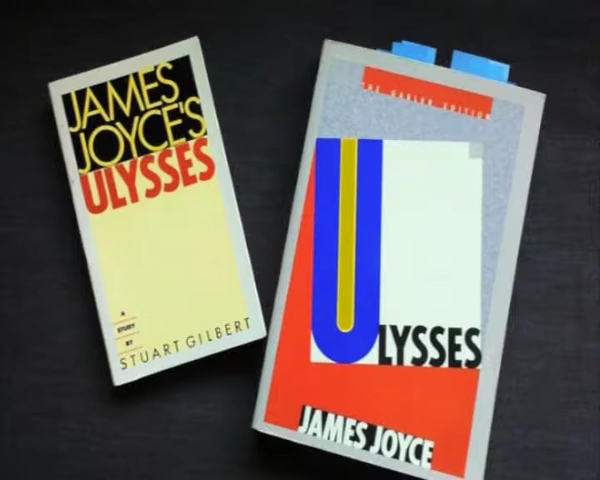 JAMES
JOYCE'S
ULYSSES
A
STUDY
BY
STUART GILBERT
THE GABLER EDITION
ULYSSES
JAMES JOYCE